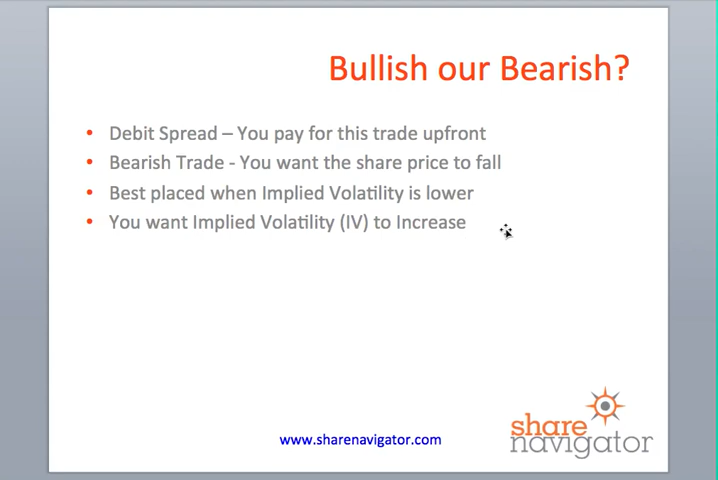 Bullish our Bearish?
• Debit Spread – You pay for this trade upfront
• Bearish Trade - You want the share price to fall
• Best placed when Implied Volatility is lower
• You want Implied Volatility (IV) to Increase
www.sharenavigator.com
share
navigator